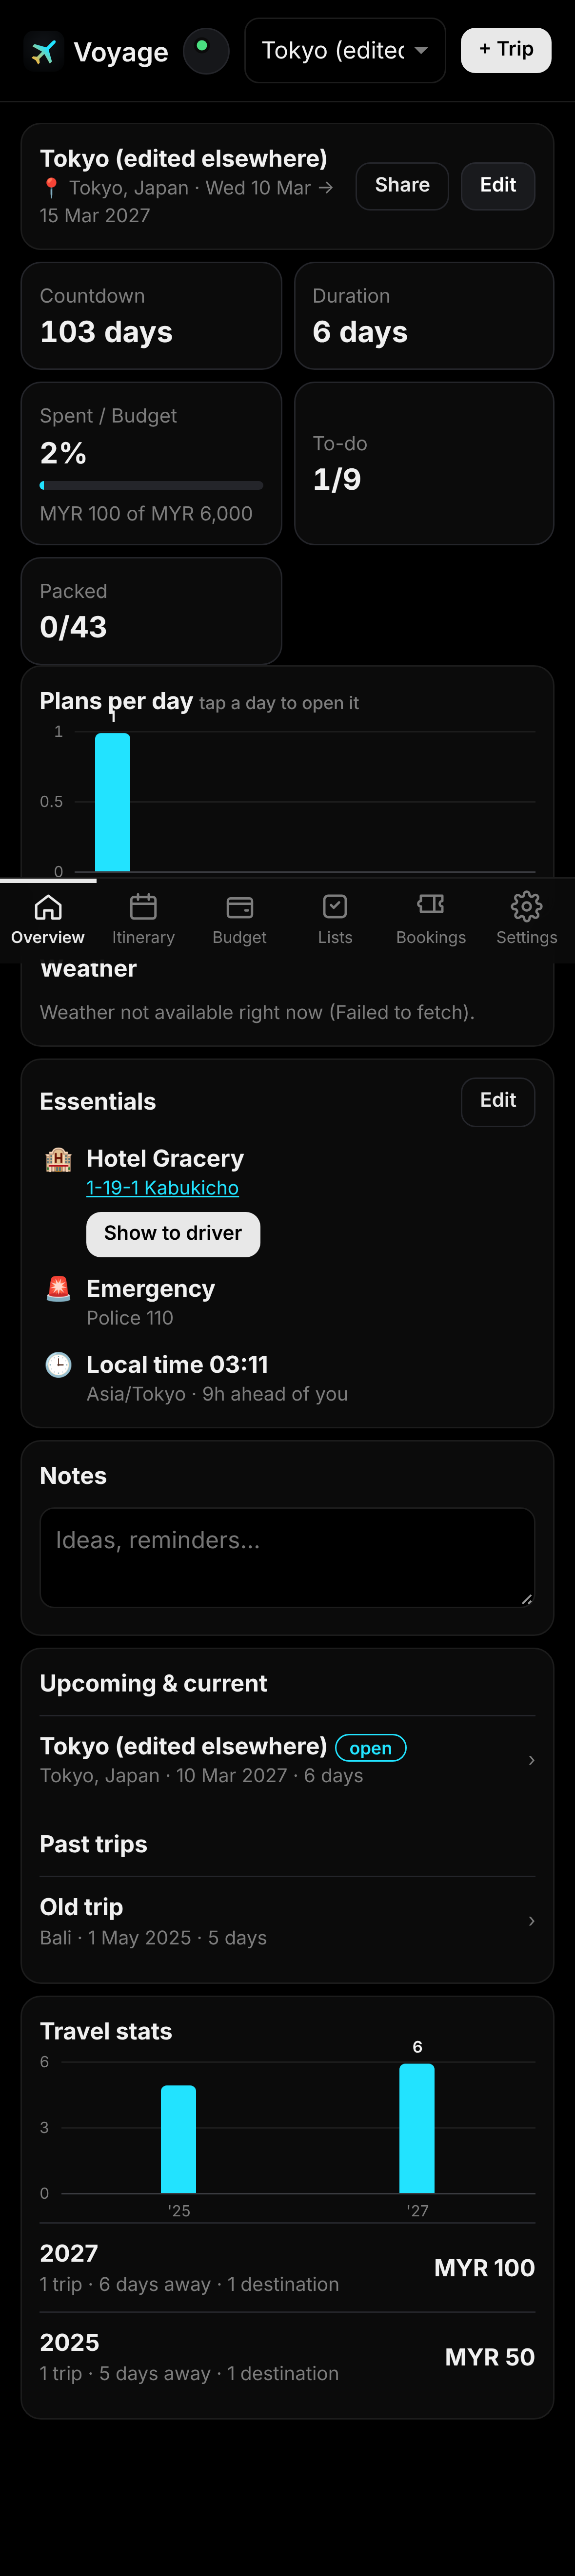 Voyage
Tokyo (edited
+ Trip
Tokyo (edited elsewhere)
📍 Tokyo, Japan · Wed 10 Mar →
15 Mar 2027
Share
Edit
Countdown
103 days
Duration
6 days
Spent / Budget
2%
MYR 100 of MYR 6,000
To-do
1/9
Packed
0/43
Plans per day tap a day to open it
1
1
0.5
0
Overview
Itinerary
Budget
Lists
Bookings
Settings
Weather
Weather not available right now (Failed to fetch).
Essentials
Edit
Hotel Gracery
1-19-1 Kabukicho
Show to driver
Emergency
Police 110
Local time 03:11
Asia/Tokyo · 9h ahead of you
Notes
Ideas, reminders...
Upcoming & current
Tokyo (edited elsewhere) open
Tokyo, Japan · 10 Mar 2027 · 6 days
›
Past trips
Old trip
Bali · 1 May 2025 · 5 days
›
Travel stats
6
6
3
0
'25
'27
2027
1 trip · 6 days away · 1 destination
MYR 100
2025
1 trip · 5 days away · 1 destination
MYR 50